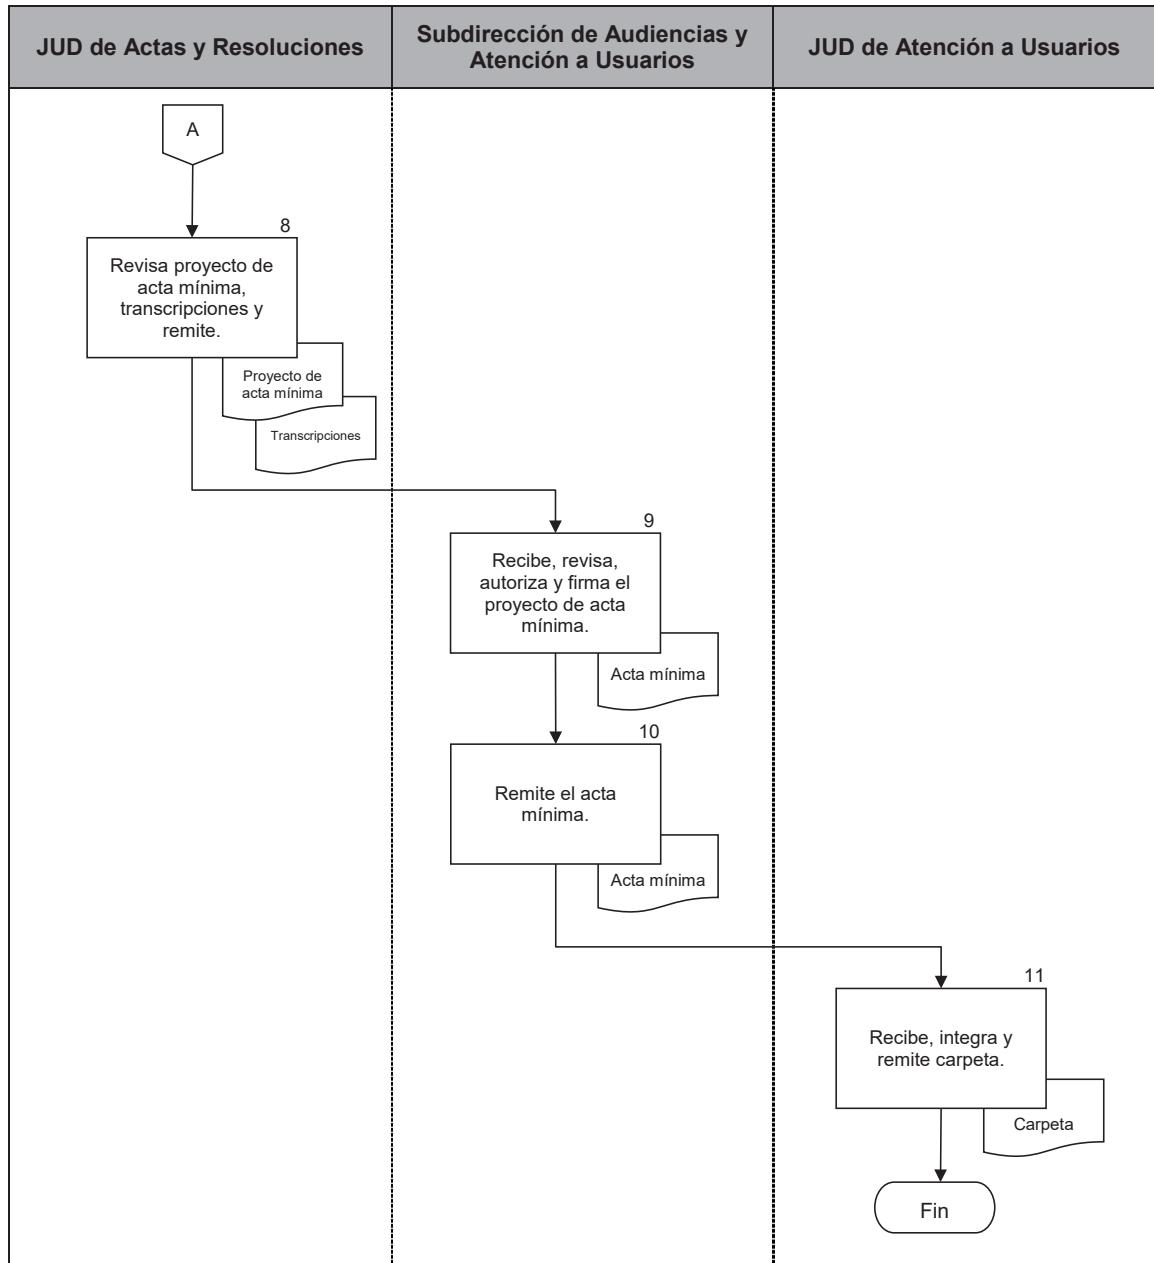 JUD de Actas y Resoluciones
Subdirección de Audiencias y
Atención a Usuarios
JUD de Atención a Usuarios
A
8
Revisa proyecto de
acta mínima,
transcripciones y
remite.
Proyecto de
acta mínima
Transcripciones
9
Recibe, revisa,
autoriza y firma el
proyecto de acta
mínima.
Acta mínima
10
Remite el acta
mínima.
Acta mínima
11
Recibe, integra y
remite carpeta.
Carpeta
Fin